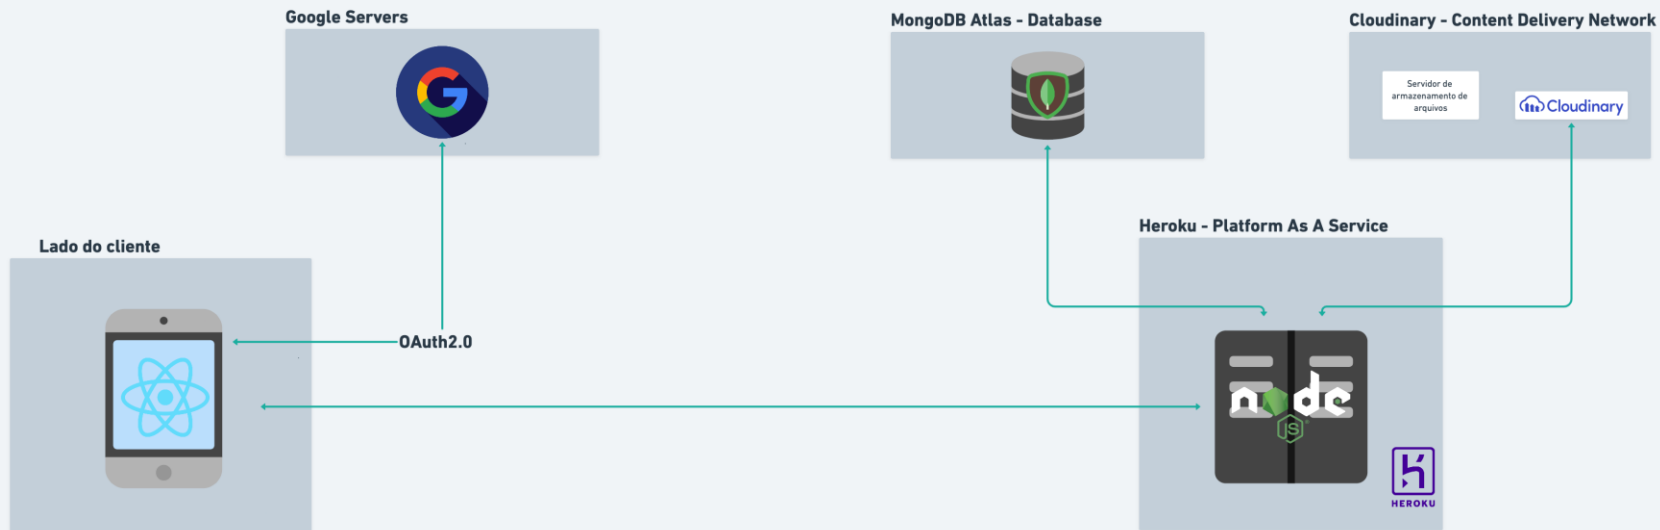 Google Servers
MongoDB Atlas - Database
Cloudinary - Content Delivery Network
Servidor de
armazenamento de
arquivos
Cloudinary
Heroku - Platform As A Service
Lado do cliente
OAuth2.0
node
JS
HEROKU